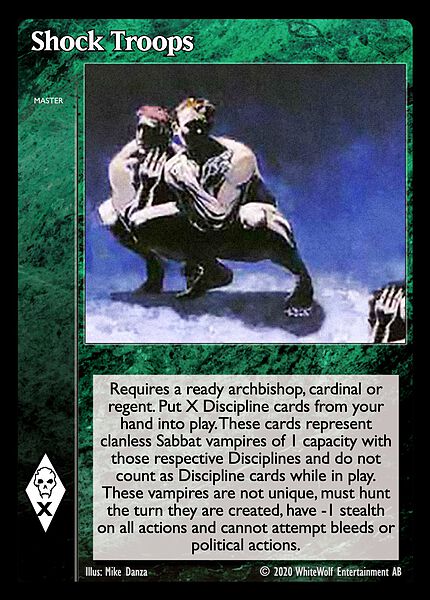 Shock Troops
MASTER
Requires a ready archbishop, cardinal or
regent. Put X Discipline cards from your
hand into play. These cards represent
clanless Sabbat vampires of 1 capacity with
those respective Disciplines and do not
count as Discipline cards while in play.
These vampires are not unique, must hunt
the turn they are created, have -1 stealth
on all actions and cannot attempt bleeds or
political actions.
X
Illus: Mike Danza
© 2020 WhiteWolf Entertainment AB